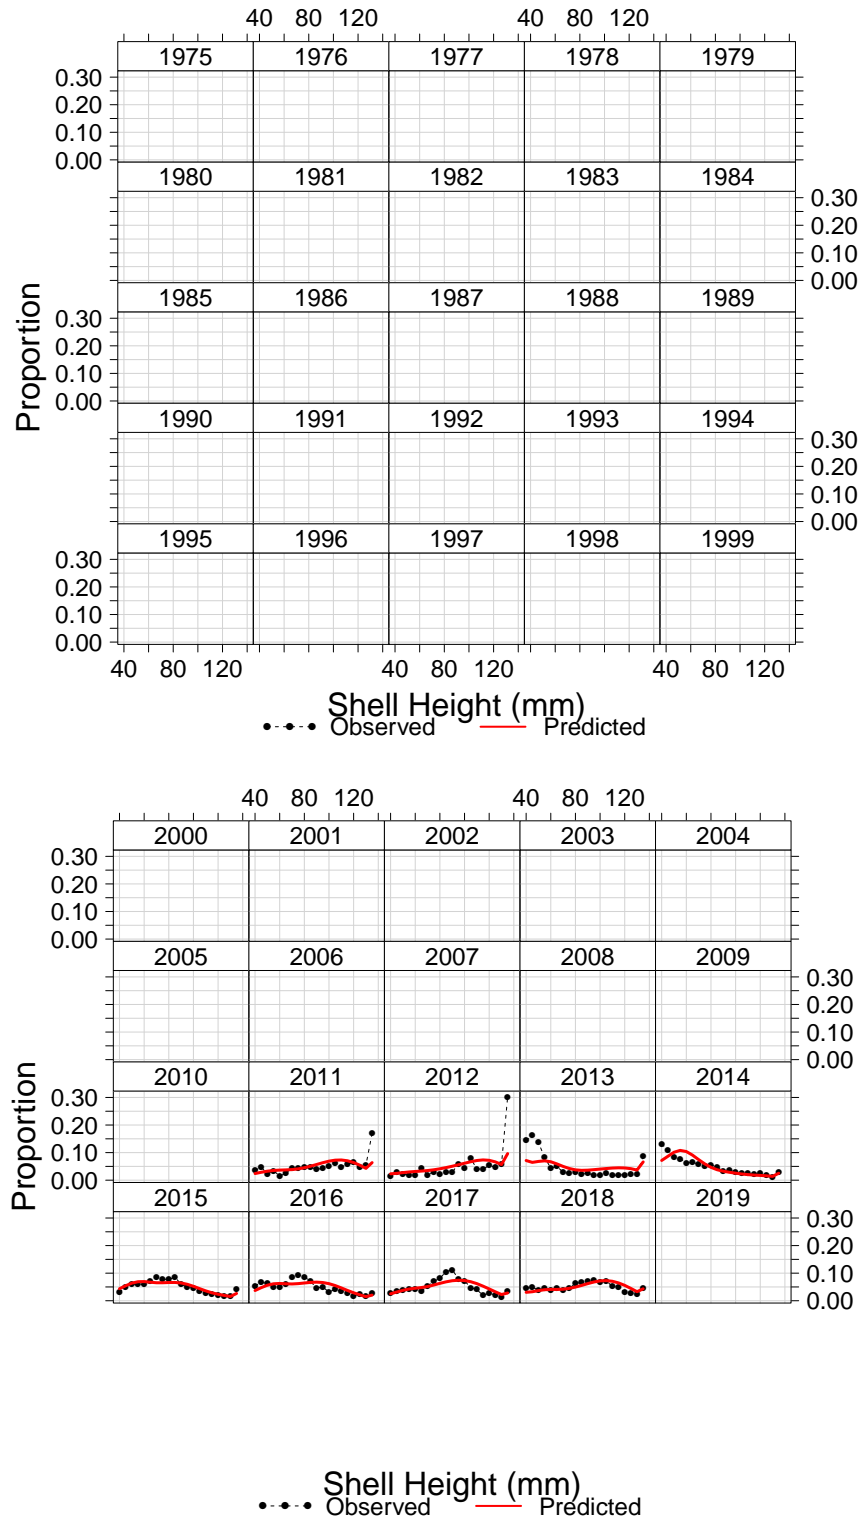 40 80 120 40 80 120
1975 1976 1977 1978 1979
0.30
0.20
0.10
0.00
1980 1981 1982 1983 1984
0.30
0.20
0.10
0.00
1985 1986 1987 1988 1989
0.30
0.20
0.10
0.00
1990 1991 1992 1993 1994
0.30
0.20
0.10
0.00
1995 1996 1997 1998 1999
0.30
0.20
0.10
0.00
40 80 120 40 80 120 40 80 120
Proportion
Shell Height (mm)
Observed Predicted
40 80 120 40 80 120
2000 2001 2002 2003 2004
0.30
0.20
0.10
0.00
2005 2006 2007 2008 2009
0.30
0.20
0.10
0.00
2010 2011 2012 2013 2014
0.30
0.20
0.10
0.00
2015 2016 2017 2018 2019
0.30
0.20
0.10
0.00
Proportion
Shell Height (mm)
Observed Predicted